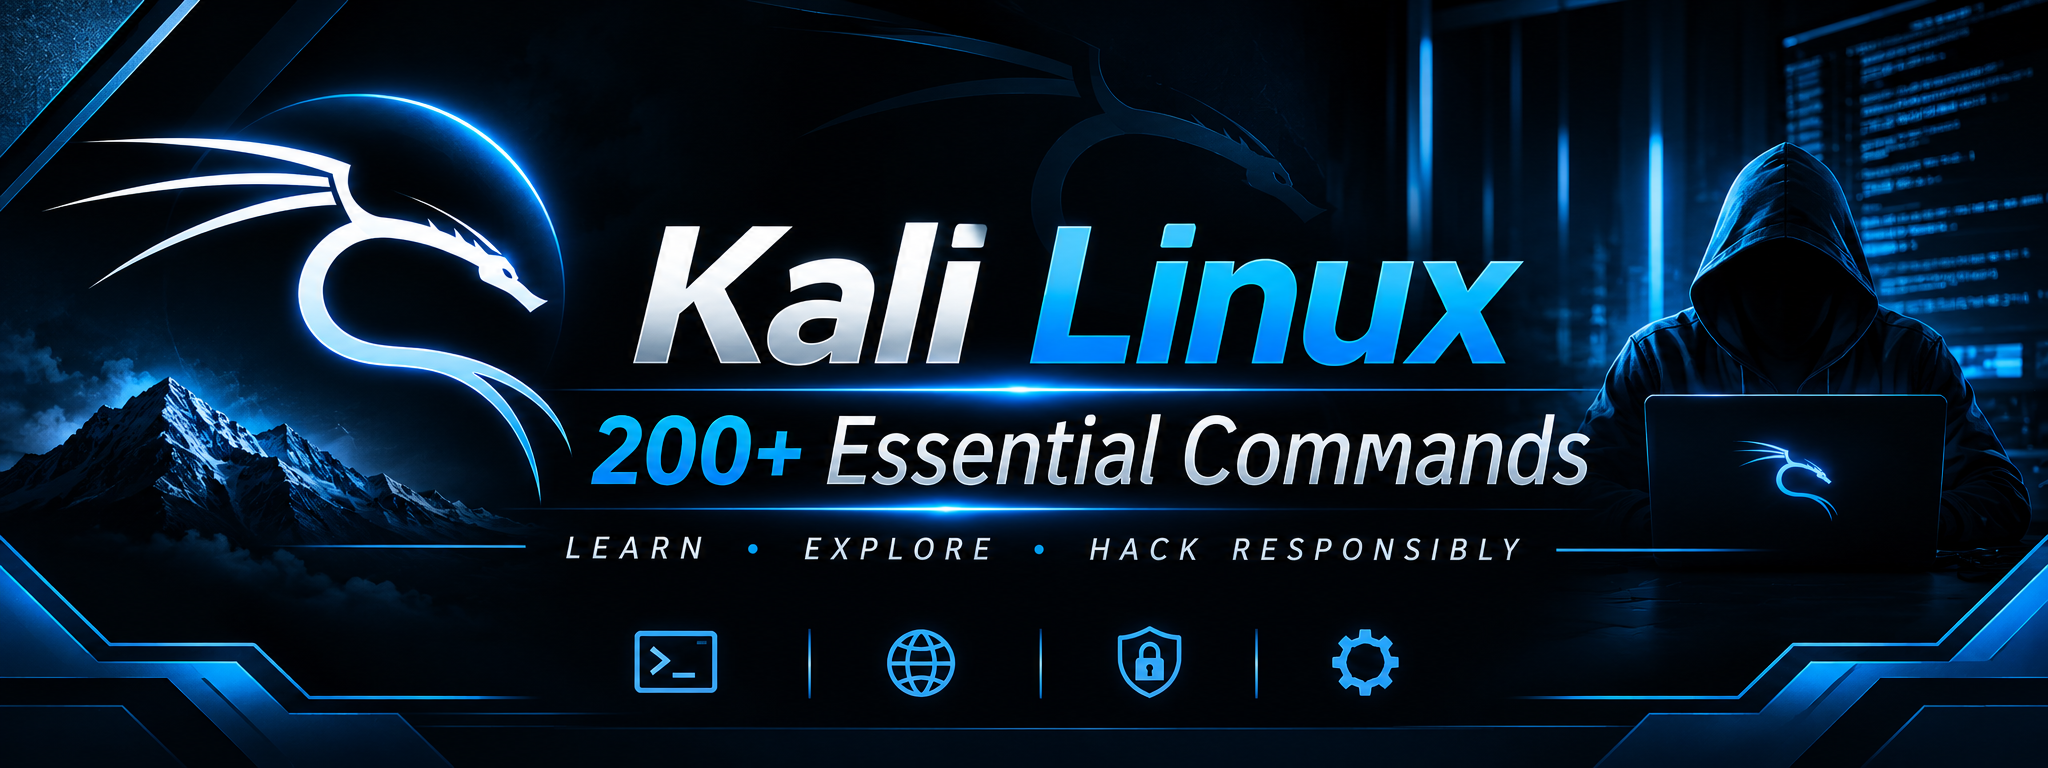 Kali Linux
200+ Essential Commands
LEARN • EXPLORE • HACK RESPONSIBLY
>_